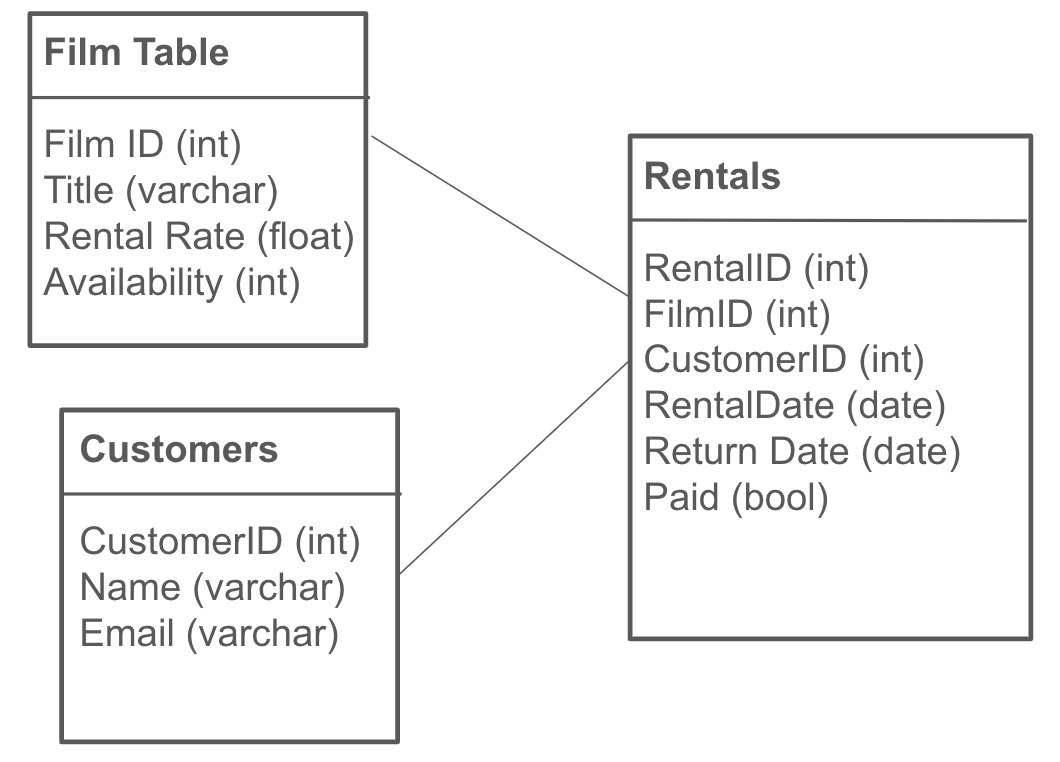 Film Table
Film ID (int)
Title (varchar)
Rental Rate (float)
Availability (int)
Customers
CustomerID (int)
Name (varchar)
Email (varchar)
Rentals
RentalID (int)
FilmID (int)
CustomerID (int)
RentalDate (date)
Return Date (date)
Paid (bool)